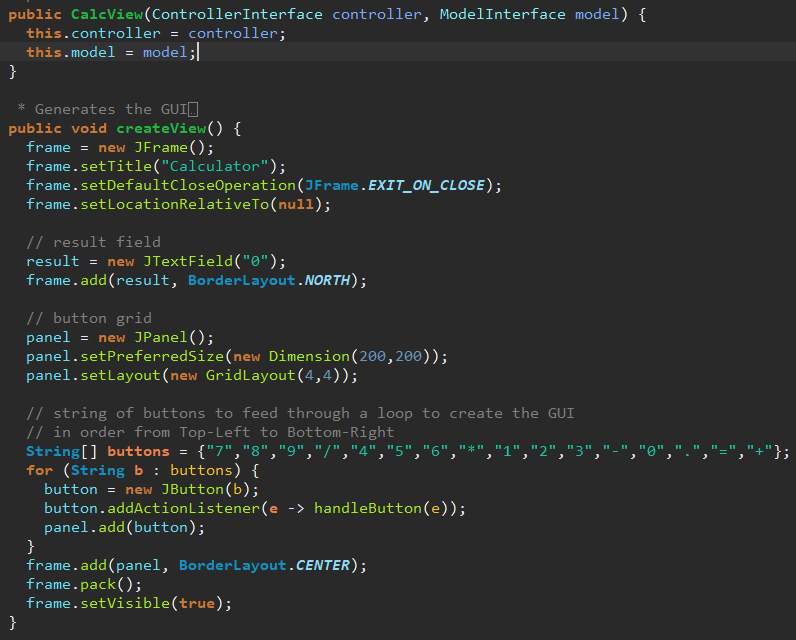 public CalcView(ControllerInterface controller, ModelInterface model) {
  this.controller = controller;
  this.model = model;
}

 * Generates the GUI
public void createView() {
  frame = new JFrame();
  frame.setTitle("Calculator");
  frame.setDefaultCloseOperation(JFrame.EXIT_ON_CLOSE);
  frame.setLocationRelativeTo(null);

  // result field
  result = new JTextField("0");
  frame.add(result, BorderLayout.NORTH);

  // button grid
  panel = new JPanel();
  panel.setPreferredSize(new Dimension(200,200));
  panel.setLayout(new GridLayout(4,4));

  // string of buttons to feed through a loop to create the GUI
  // in order from Top-Left to Bottom-Right
  String[] buttons = {"7","8","9","/","4","5","6","*","1","2","3","-","0",".","=","+"};
  for (String b : buttons) {
    button = new JButton(b);
    button.addActionListener(e -> handleButton(e));
    panel.add(button);
  }
  frame.add(panel, BorderLayout.CENTER);
  frame.pack();
  frame.setVisible(true);
}